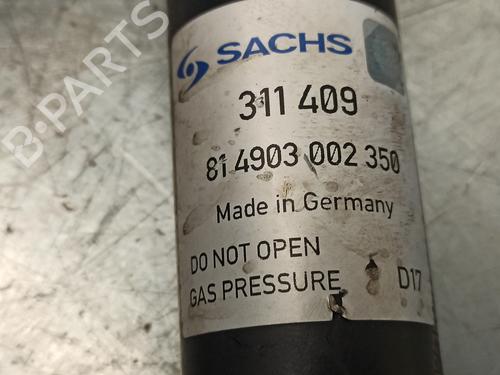 SACHS
311 409
81 4903 002 350
Made in Germany
DO NOT OPEN
GAS PRESSURE D17
B-PARTS